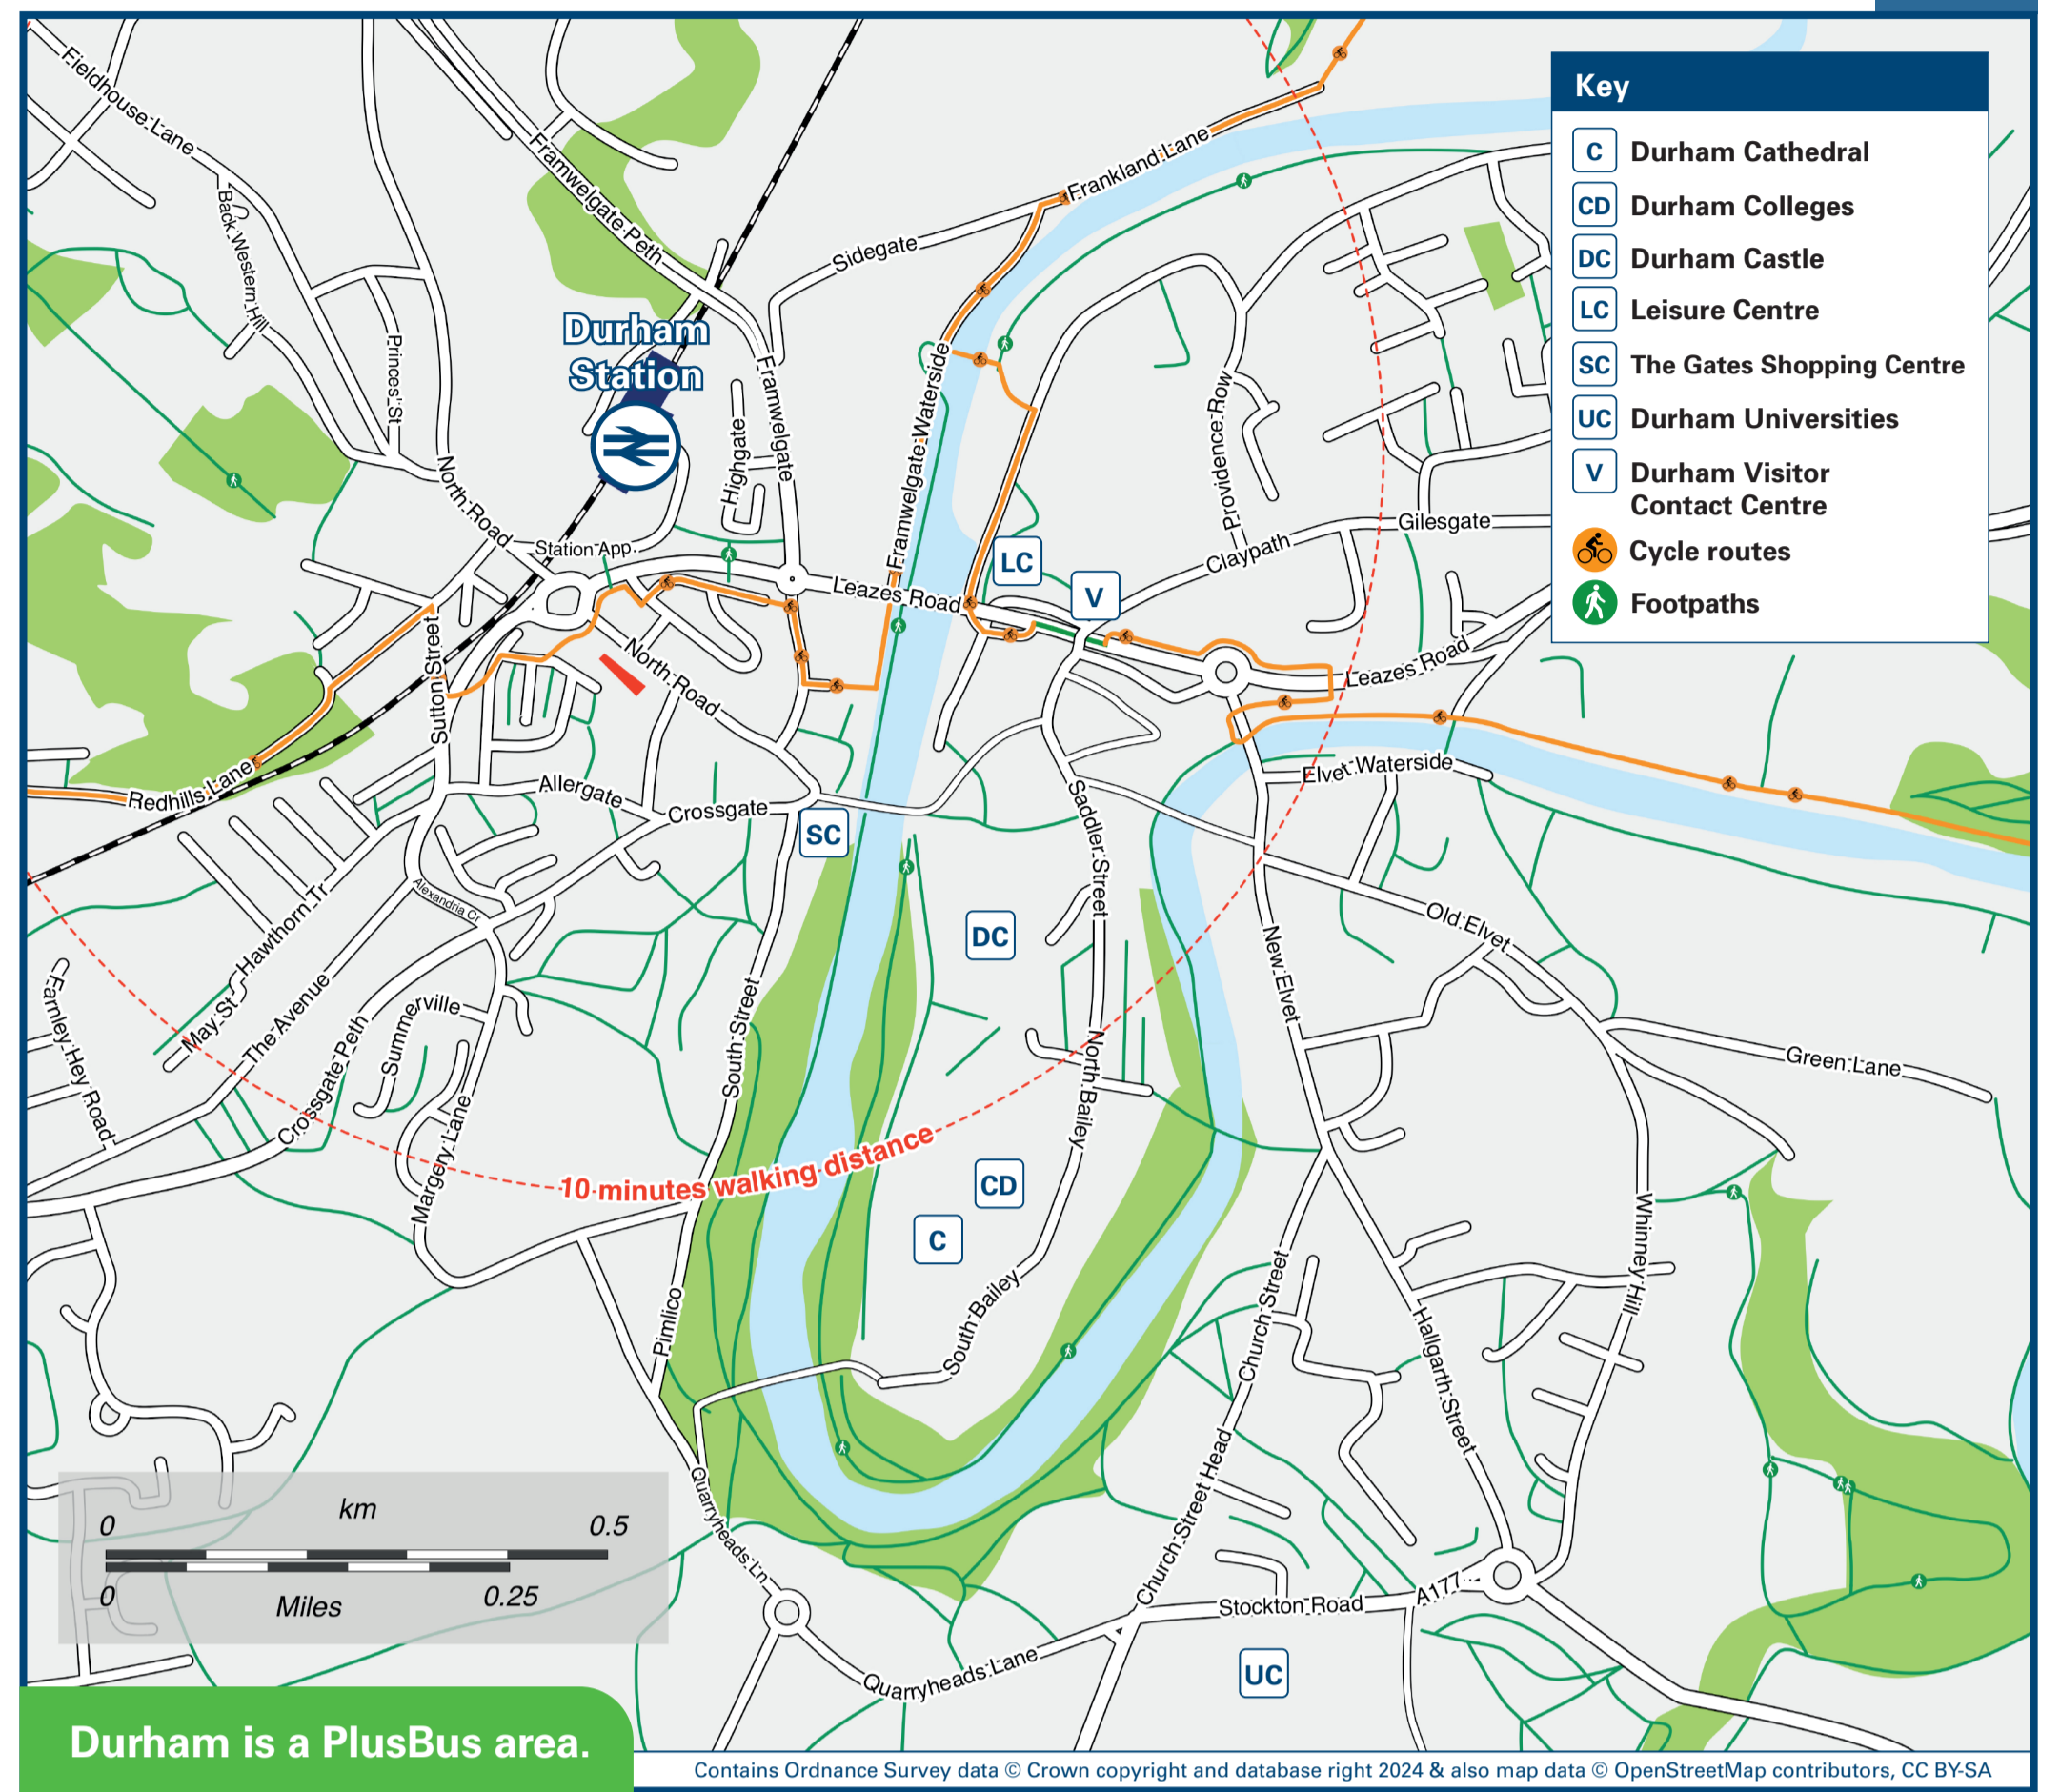 Key
C Durham Cathedral
CD Durham Colleges
DC Durham Castle
LC Leisure Centre
SC The Gates Shopping Centre
UC Durham Universities
V Durham Visitor
Contact Centre
Cycle routes
Footpaths
Fieldhouse Lane
Back Western Hill
Princes' St
Framwelgate Peth
Sidegate
Frankland Lane
Durham
Station
Framwelgate
Highgate
Framwelgate Waterside
Providence Row
North Road
Station App.
Leazes Road
LC
V
Claypath
Gilesgate
Sutton Street
North Road
Leazes Road
Redhills Lane
Allergate
Crossgate
SC
Saddler Street
Elvet Waterside
Alexandria Cr
Hawthorn Tr
May St
The Avenue
Farnley Hey Road
Crossgate Peth
Summerville
Margery Lane
South Street
DC
North Bailey
New Elvet
Old Elvet
Green Lane
10 minutes walking distance
CD
C
Pimlico
South Bailey
Church Street
Hallgarth Street
Whinney Hill
Quarryheads Ln
Church Street Head
Stockton Road
A177
Quarryheads Lane
UC
km
0 0.5
0 0.25
Miles
Durham is a PlusBus area.
Contains Ordnance Survey data © Crown copyright and database right 2024 & also map data © OpenStreetMap contributors, CC BY-SA